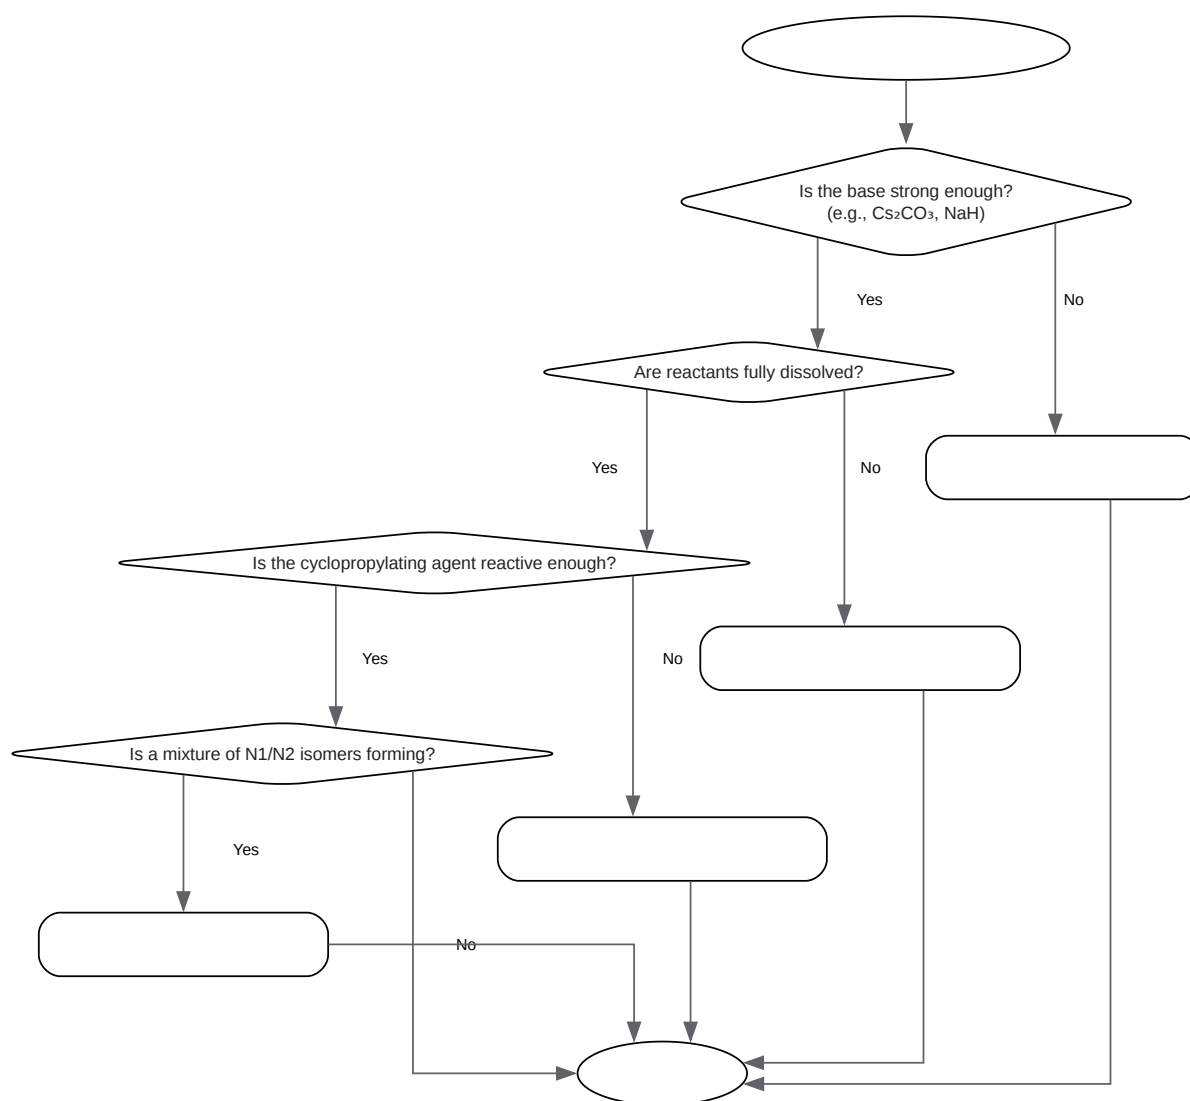 Is the base strong enough?
(e.g., Cs₂CO₃, NaH)
Yes
No
Are reactants fully dissolved?
Yes
No
Is the cyclopropylating agent reactive enough?
Yes
No
Is a mixture of N1/N2 isomers forming?
Yes
No